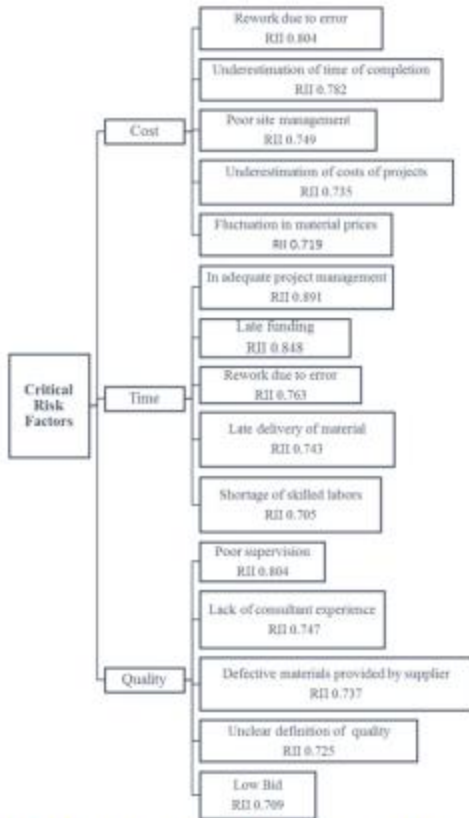 Critical
Risk
Factors
Cost
Rework due to error
RII 0.804
Underestimation of time of completion
RII 0.782
Poor site management
RII 0.749
Underestimation of costs of projects
RII 0.735
Fluctuation in material prices
RII 0.719
Time
In adequate project management
RII 0.891
Late funding
RII 0.848
Rework due to error
RII 0.763
Late delivery of material
RII 0.743
Shortage of skilled labors
RII 0.705
Quality
Poor supervision
RII 0.804
Lack of consultant experience
RII 0.747
Defective materials provided by supplier
RII 0.737
Unclear definition of quality
RII 0.725
Low Bid
RII 0.709